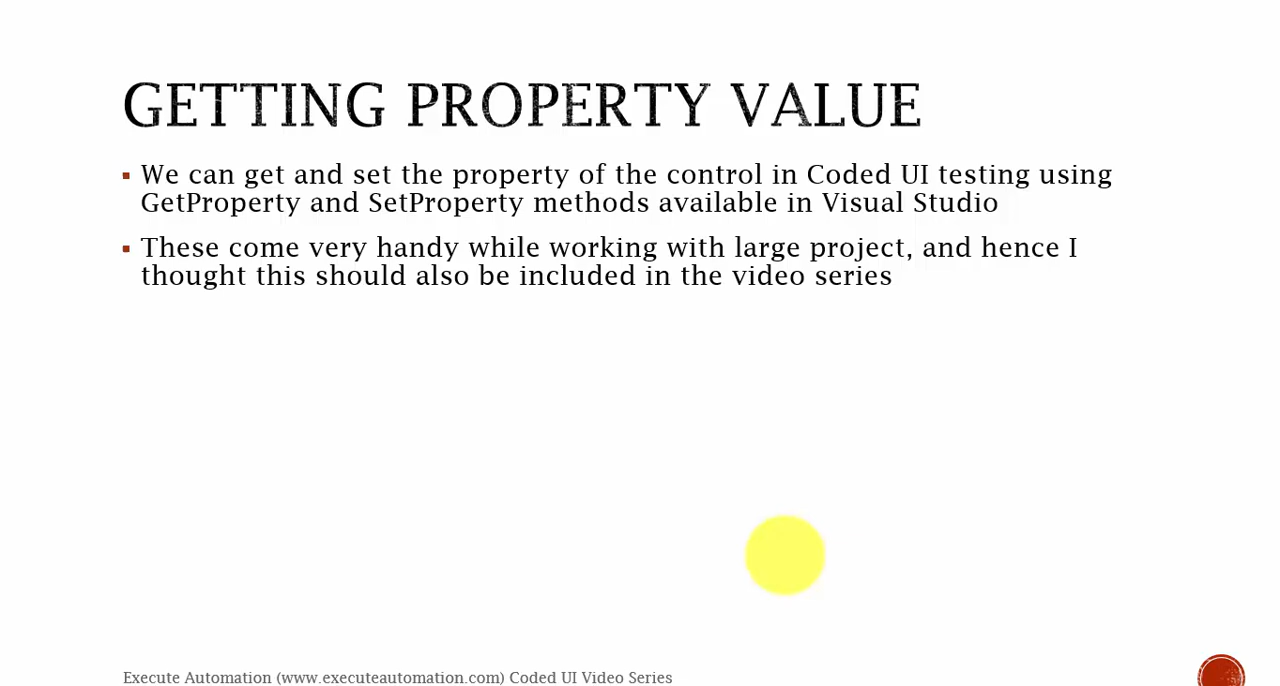 GETTING PROPERTY VALUE
▪ We can get and set the property of the control in Coded UI testing using
GetProperty and SetProperty methods available in Visual Studio
▪ These come very handy while working with large project, and hence I
thought this should also be included in the video series
Execute Automation (www.executeautomation.com) Coded UI Video Series